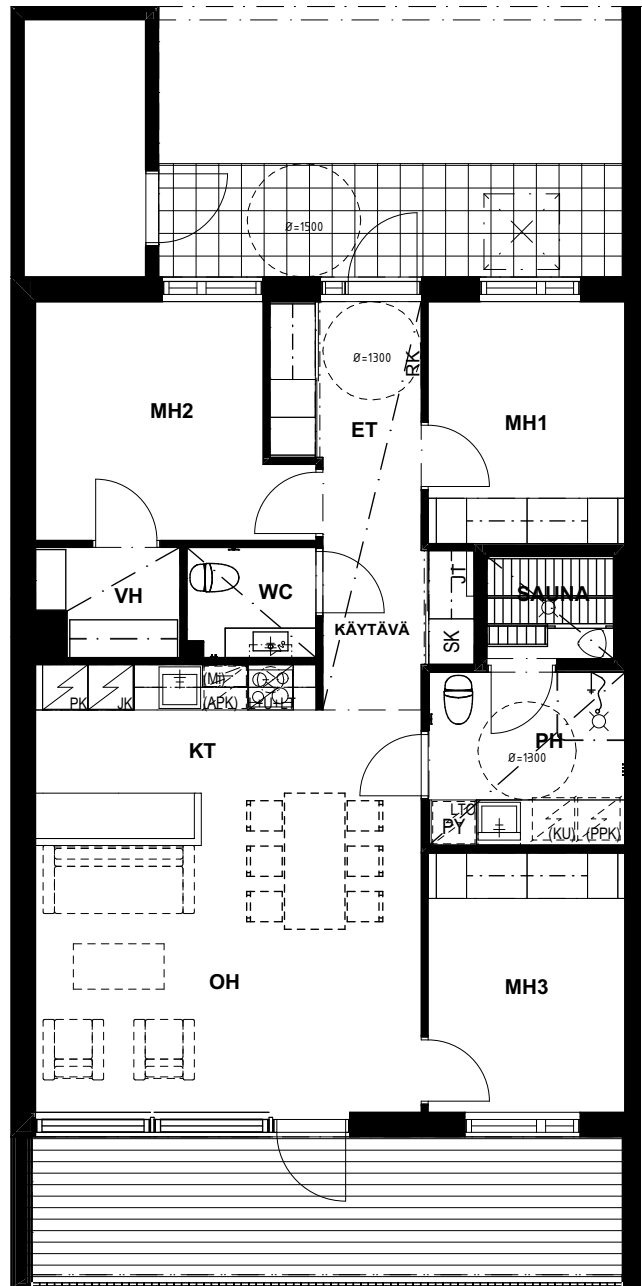 Ø=1500
Ø=1300
RK
MH2
ET
MH1
VH
WC
JT
SAUNA
KÄYTÄVÄ
SK
(MI)
PK
JK
(APK)
L+U+LT
KT
PH
Ø=1300
LTO
PY
(KU)
(PPK)
OH
MH3